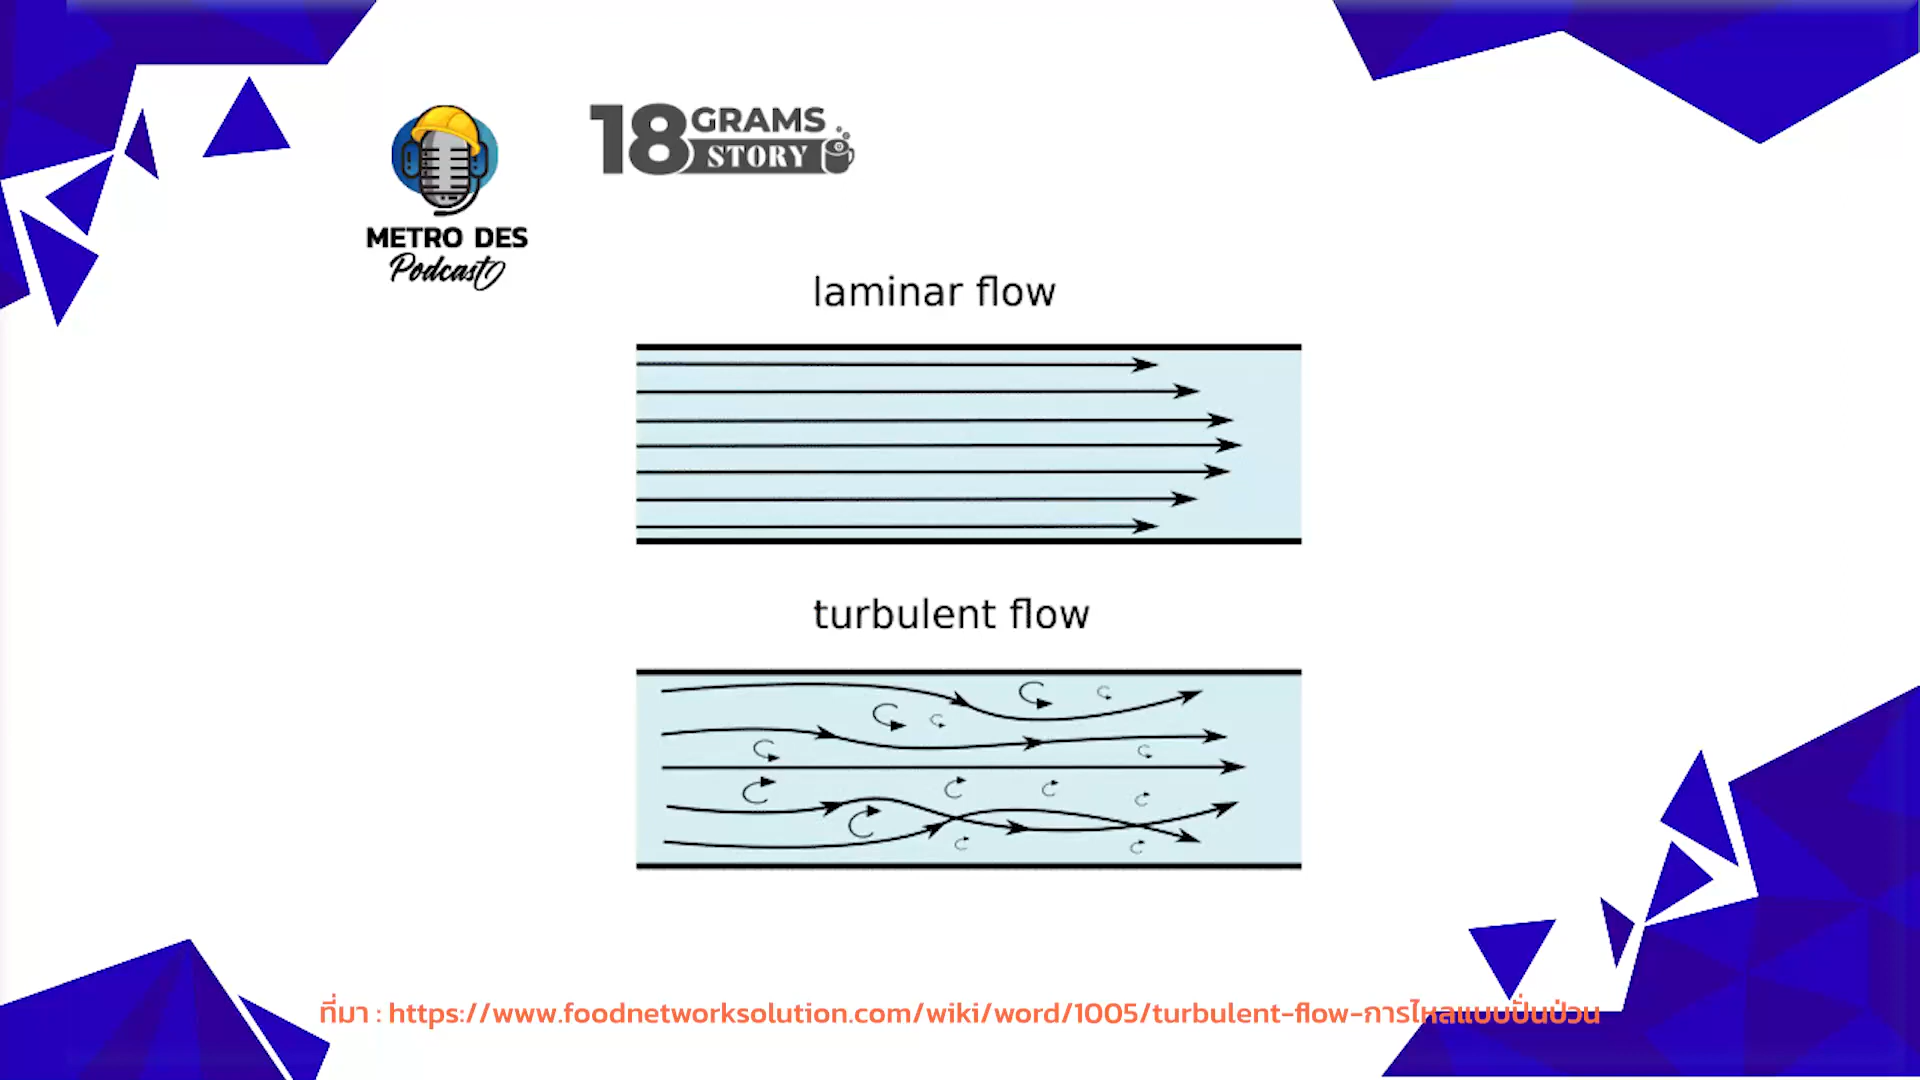 18 GRAMS
STORY
METRO DES
Podcast
laminar flow
turbulent flow
ที่มา : https://www.foodnetworksolution.com/wiki/word/1005/turbulent-flow-การไหลแบบปั่นป่วน